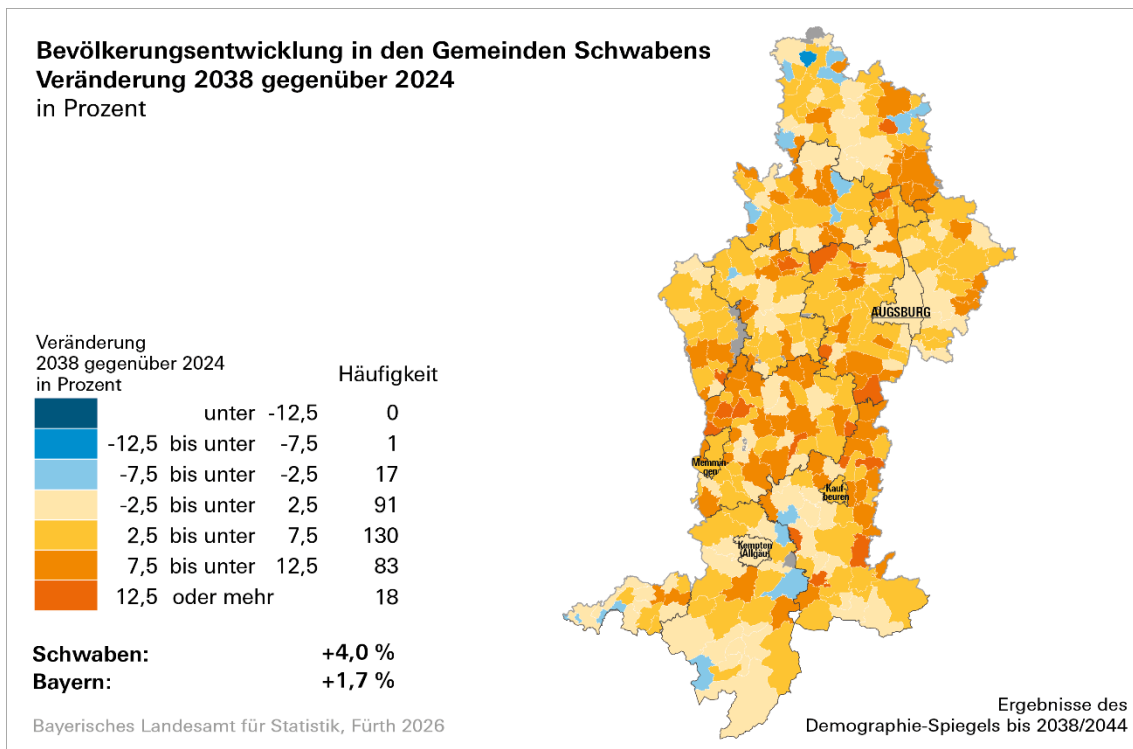 Bevölkerungsentwicklung in den Gemeinden Schwabens
Veränderung 2038 gegenüber 2024
in Prozent
AUGSBURG
Memmin-
gen
Kauf-
beuren
Kempten
(Allgäu)
Veränderung
2038 gegenüber 2024
in Prozent
Häufigkeit
unter -12,5 0
-12,5 bis unter -7,5 1
-7,5 bis unter -2,5 17
-2,5 bis unter 2,5 91
2,5 bis unter 7,5 130
7,5 bis unter 12,5 83
12,5 oder mehr 18
Schwaben: +4,0 %
Bayern: +1,7 %
Bayerisches Landesamt für Statistik, Fürth 2026
Ergebnisse des
Demographie-Spiegels bis 2038/2044